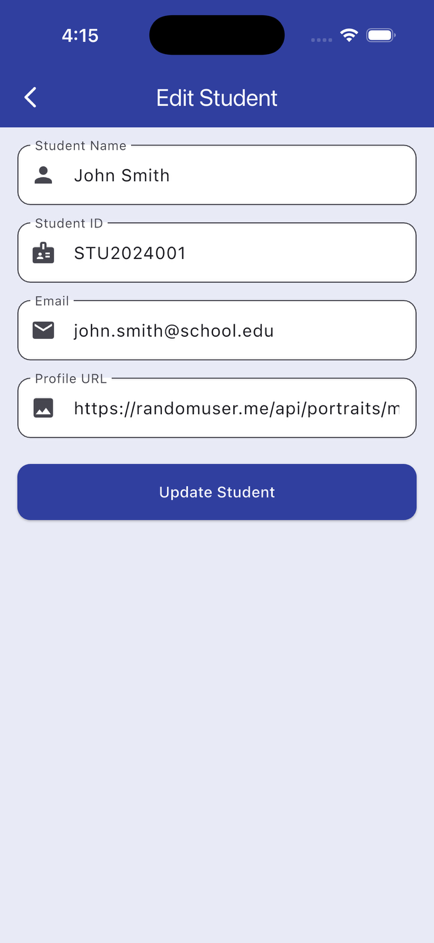 4:15
Edit Student
Student Name
John Smith
Student ID
STU2024001
Email
john.smith@school.edu
Profile URL
https://randomuser.me/api/portraits/m
Update Student